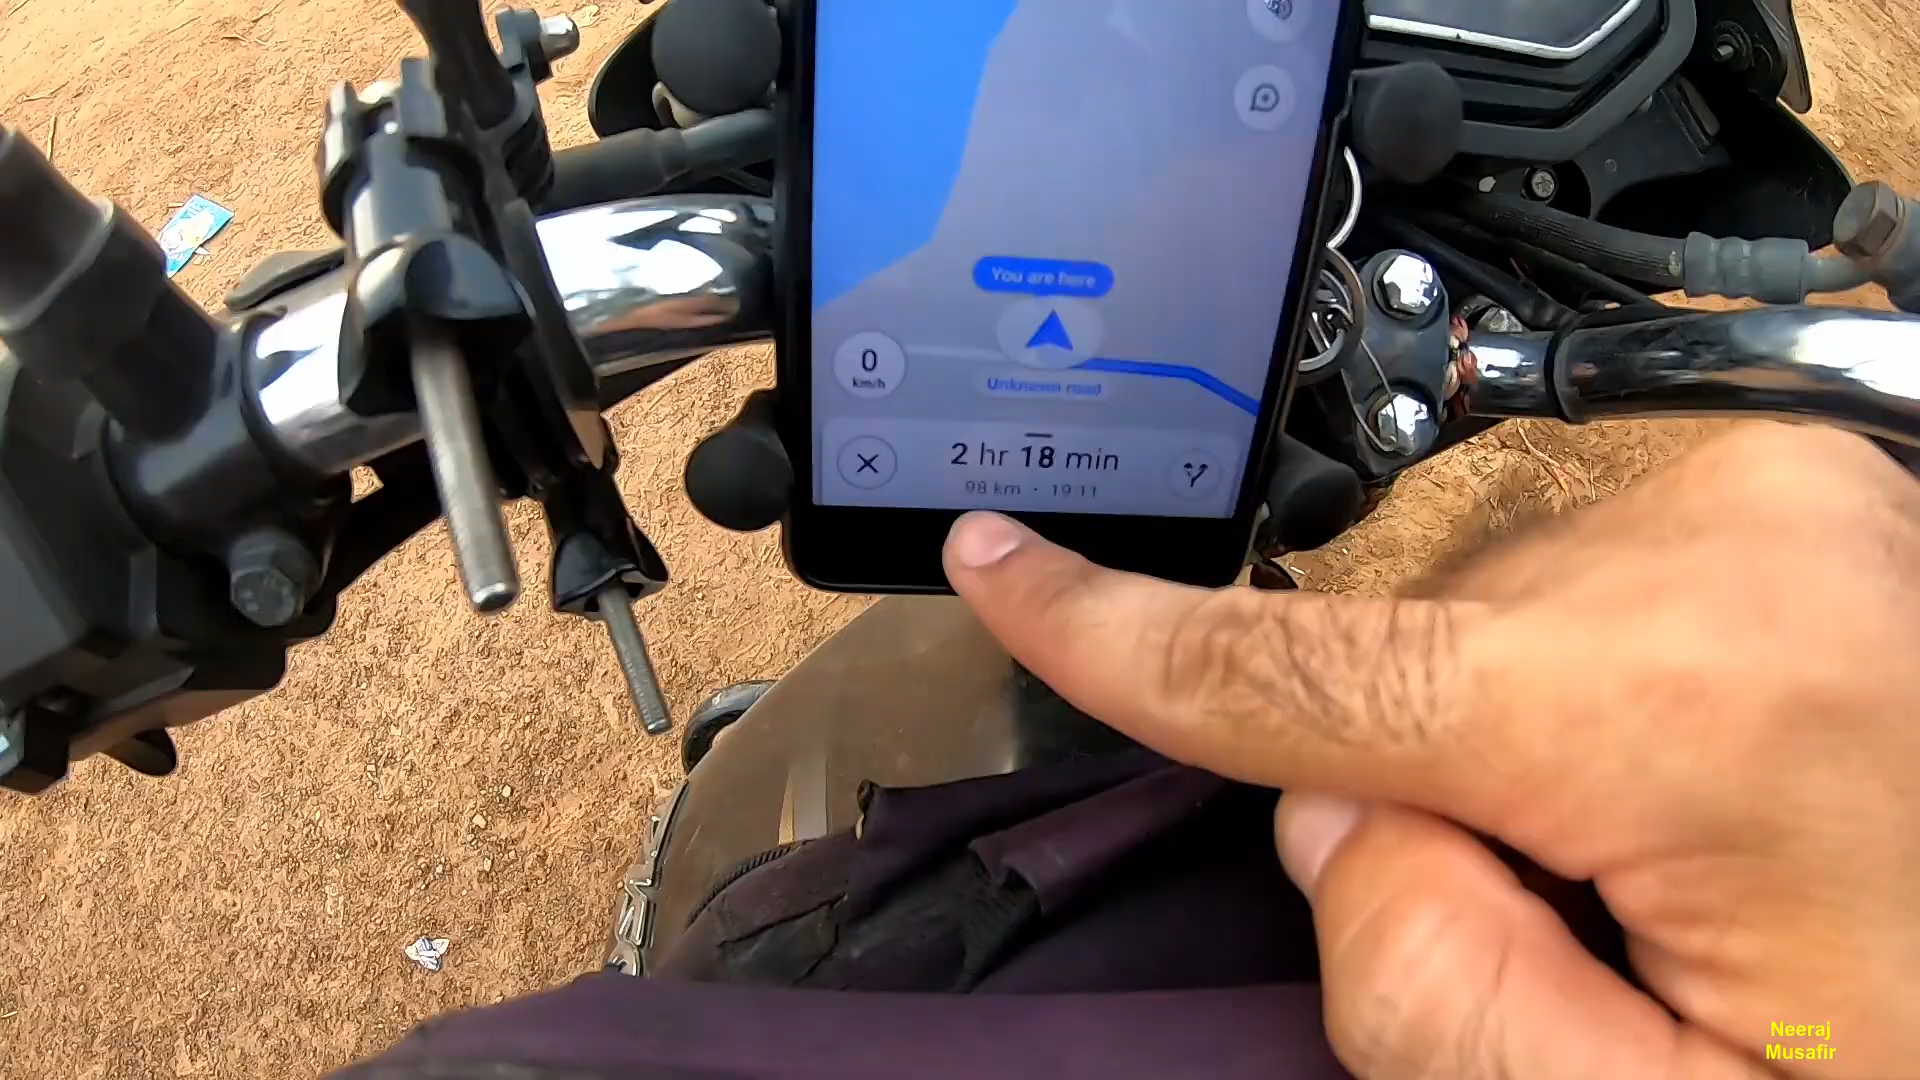 You are here
0
km/h
Unknown road
2 hr 18 min
98 km · 19:11
Neeraj
Musafir